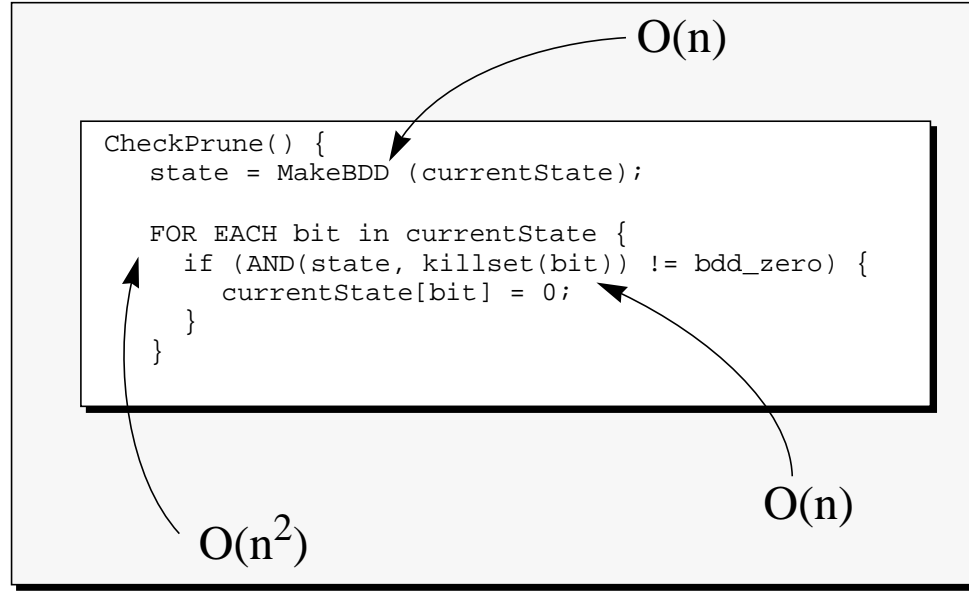 O(n)
CheckPrune() {
state = MakeBDD (currentState);
FOR EACH bit in currentState {
if (AND(state, killset(bit)) != bdd_zero) {
currentState[bit] = 0;
}
}
O(n)
O(n²)